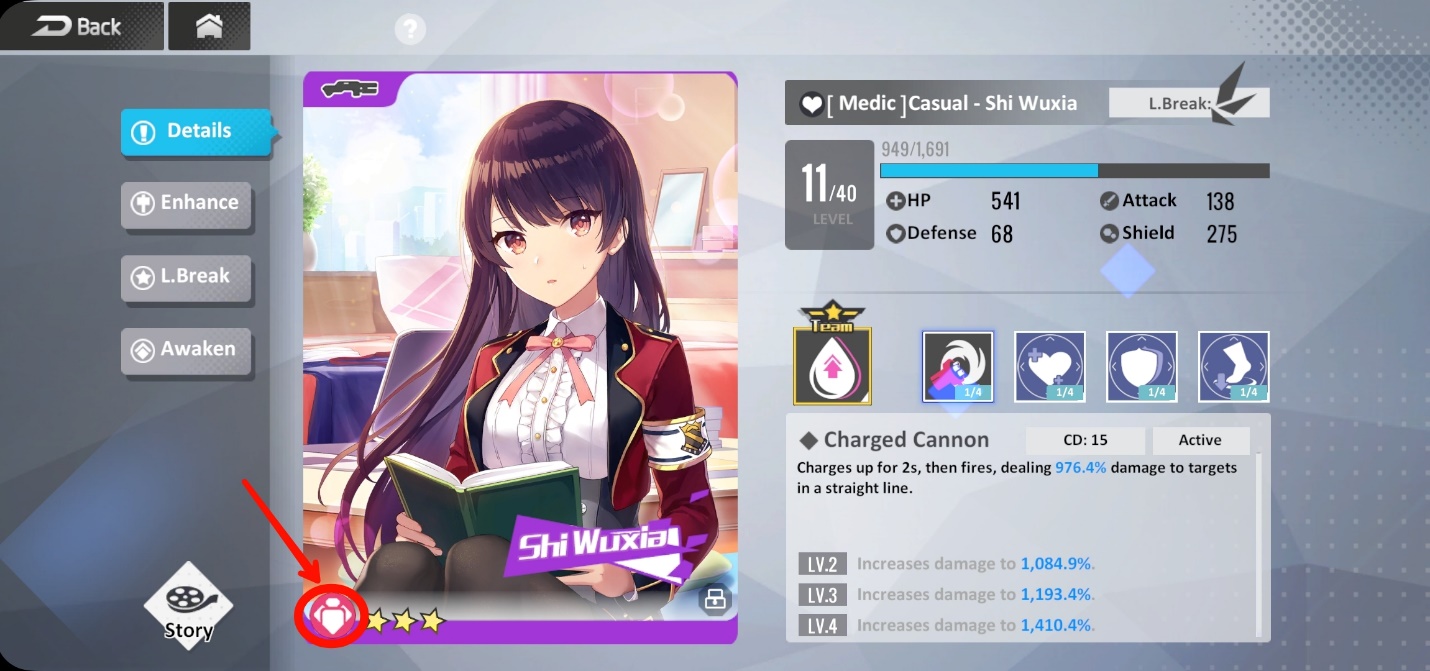 Back
?
Details
Enhance
L.Break
Awaken
Story
Shi Wuxia
[ Medic ]Casual - Shi Wuxia
L.Break:
949/1,691
11/40
LEVEL
HP 541
Attack 138
Defense 68
Shield 275
Team
1/4
1/4
1/4
1/4
Charged Cannon
CD: 15
Active
Charges up for 2s, then fires, dealing 976.4% damage to targets
in a straight line.
LV.2 Increases damage to 1,084.9%.
LV.3 Increases damage to 1,193.4%.
LV.4 Increases damage to 1,410.4%.